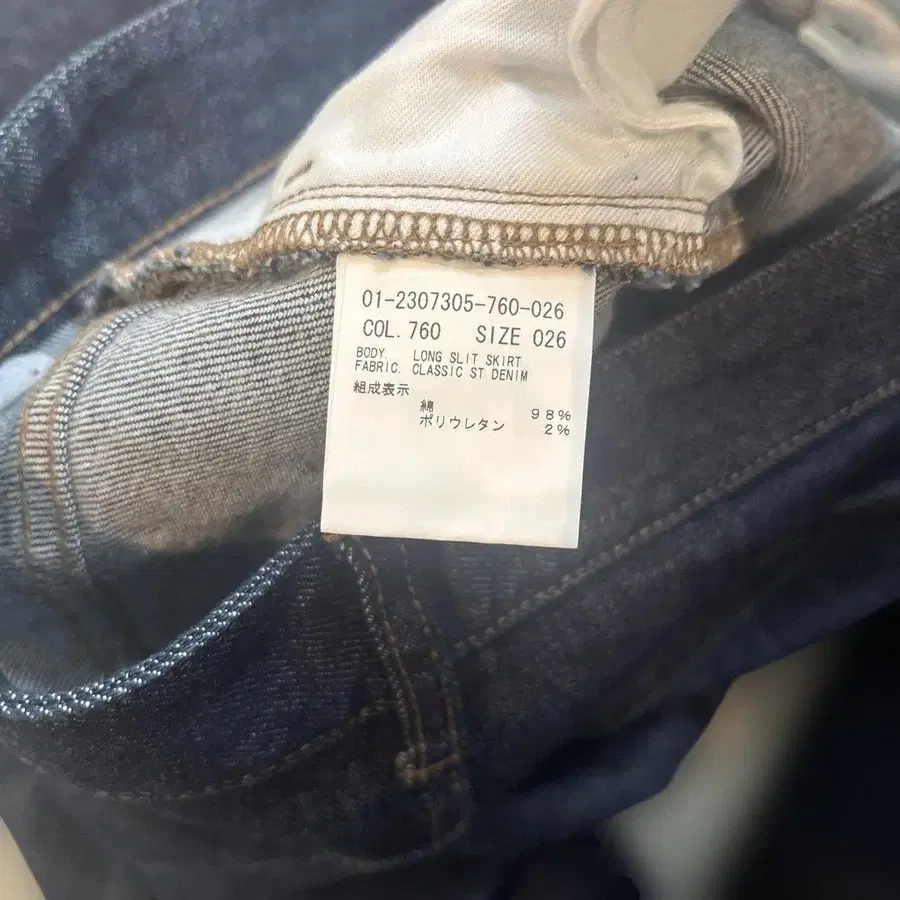 01-2307305-760-026
COL. 760 SIZE 026
BODY. LONG SLIT SKIRT
FABRIC. CLASSIC ST DENIM
組成表示
綿 98%
ポリウレタン 2%